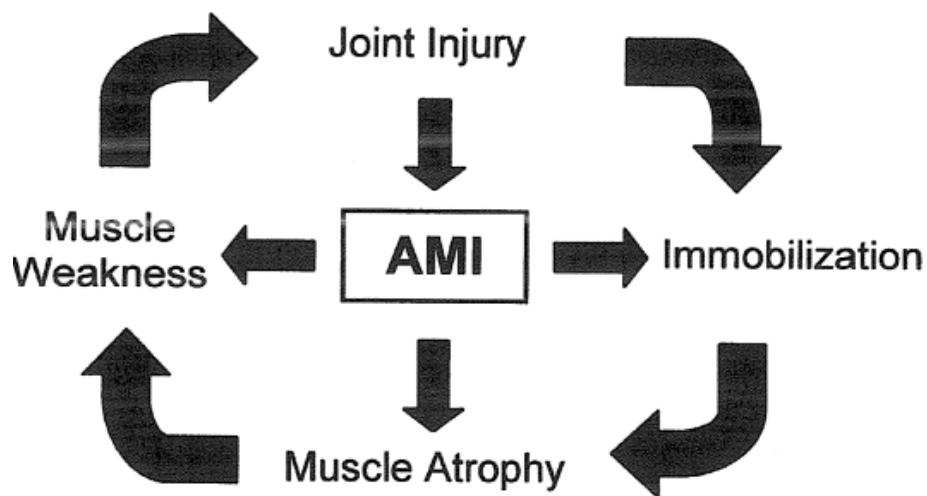 Joint Injury
Muscle
Weakness
AMI
Immobilization
Muscle Atrophy